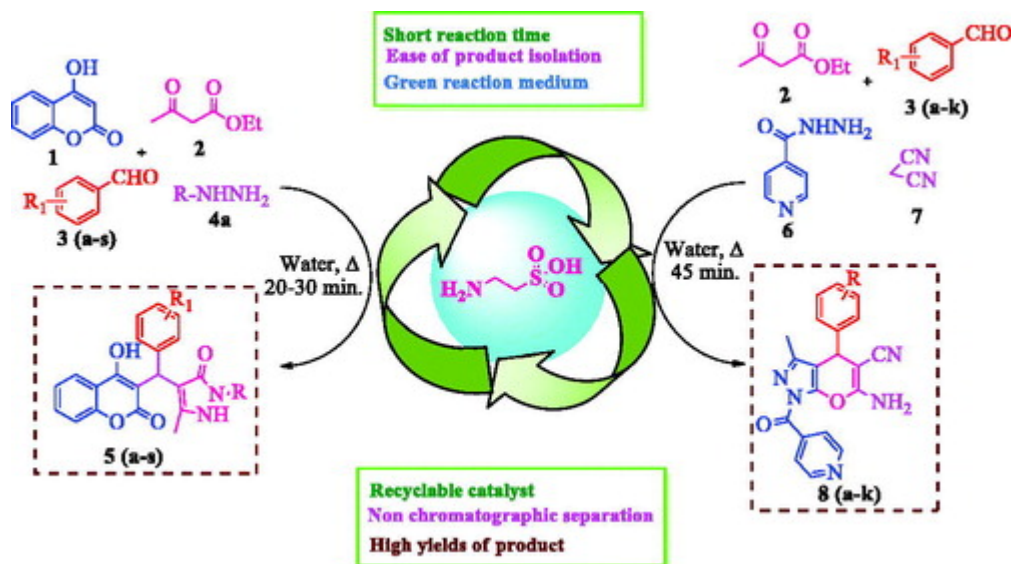 Short reaction time
Ease of product isolation
Green reaction medium
OH
O
O
1
+
O
O
OEt
2
R1
CHO
3 (a-s)
R-NHNH2
4a
Water, Δ
20-30 min.
R1
OH
O
N-R
NH
O
O
5 (a-s)
H2N
O
S
OH
O
O
O
OEt
2
+
R1
CHO
3 (a-k)
O
NHNH2
N
6
CN
CN
7
Water, Δ
45 min.
R
CN
N
N
O
NH2
O
N
8 (a-k)
Recyclable catalyst
Non chromatographic separation
High yields of product